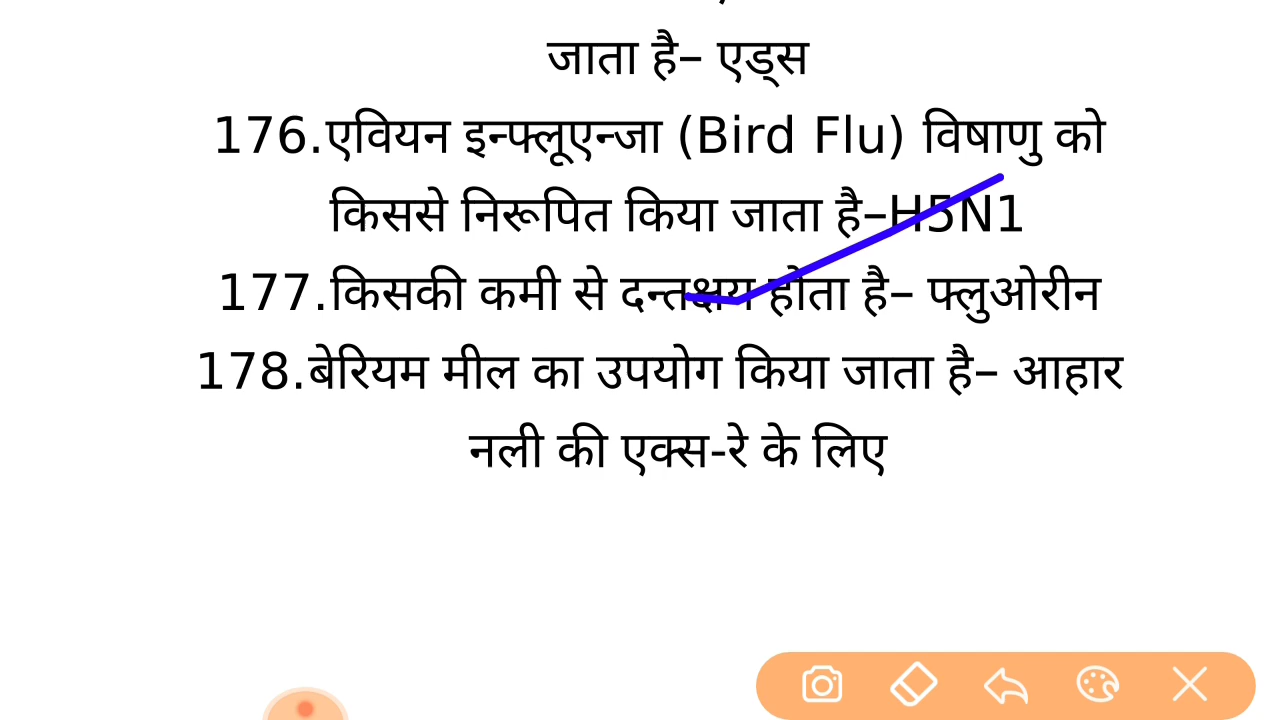 जाता है– एड्स
176.एवियन इन्फ्लूएन्जा (Bird Flu) विषाणु को
किससे निरूपित किया जाता है–H5N1
177.किसकी कमी से दन्तक्षय होता है– फ्लुओरीन
178.बेरियम मील का उपयोग किया जाता है– आहार
नली की एक्स-रे के लिए